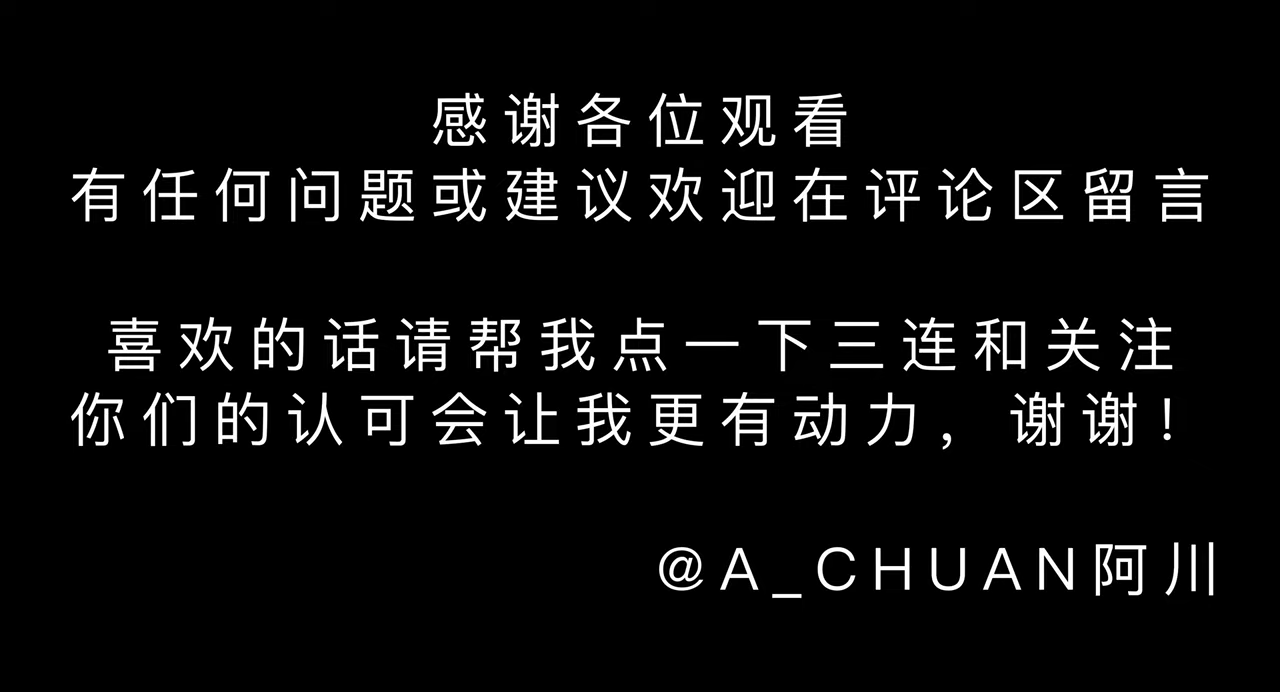 感谢各位观看
有任何问题或建议欢迎在评论区留言
喜欢的话请帮我点一下三连和关注
你们的认可会让我更有动力，谢谢！
@A_CHUAN阿川